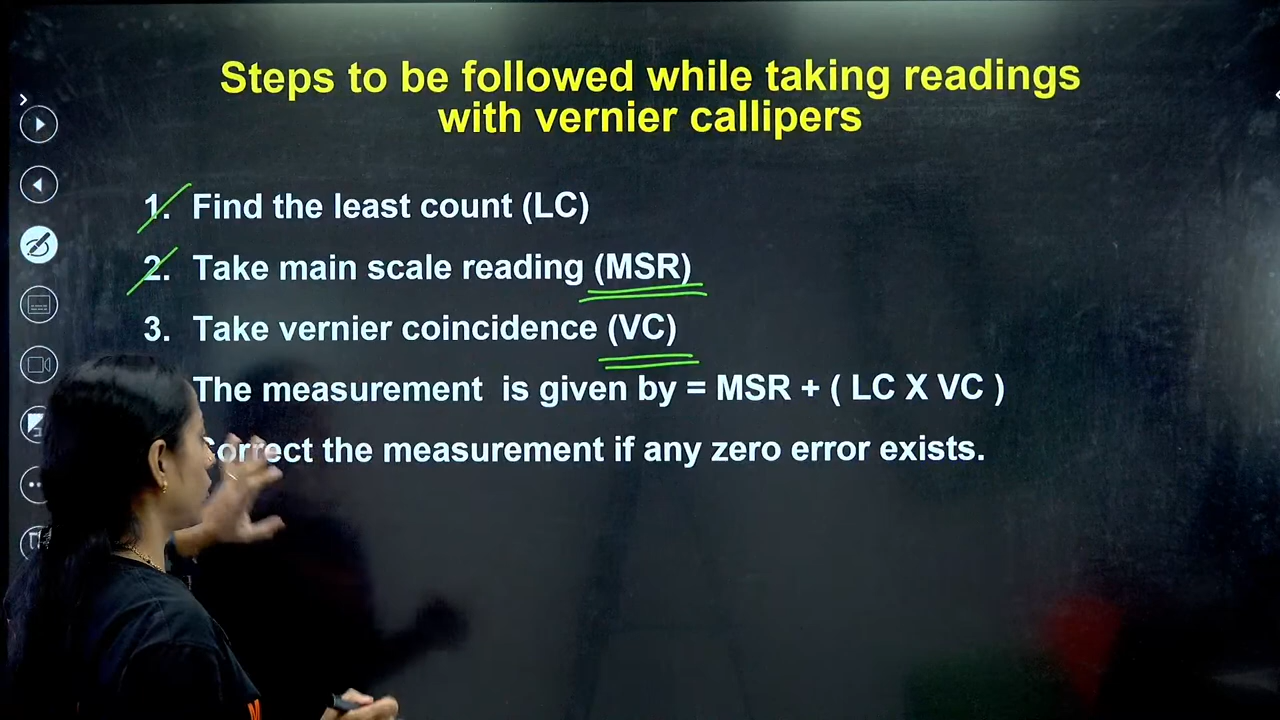 Steps to be followed while taking readings
with vernier callipers
1. Find the least count (LC)
2. Take main scale reading (MSR)
3. Take vernier coincidence (VC)
The measurement is given by = MSR + ( LC X VC )
Correct the measurement if any zero error exists.